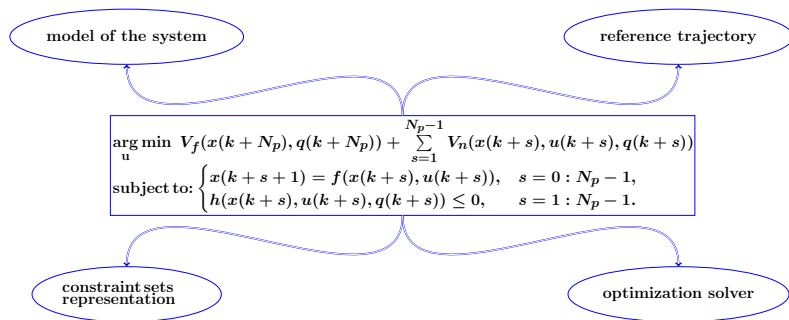 model of the system
reference trajectory
arg min V_f(x(k + N_p), q(k + N_p)) + ∑_{s=1}^{N_p−1} V_n(x(k + s), u(k + s), q(k + s))
u
subject to: { x(k + s + 1) = f(x(k + s), u(k + s)), s = 0 : N_p − 1,
h(x(k + s), u(k + s), q(k + s)) ≤ 0, s = 1 : N_p − 1.
constraint sets
representation
optimization solver